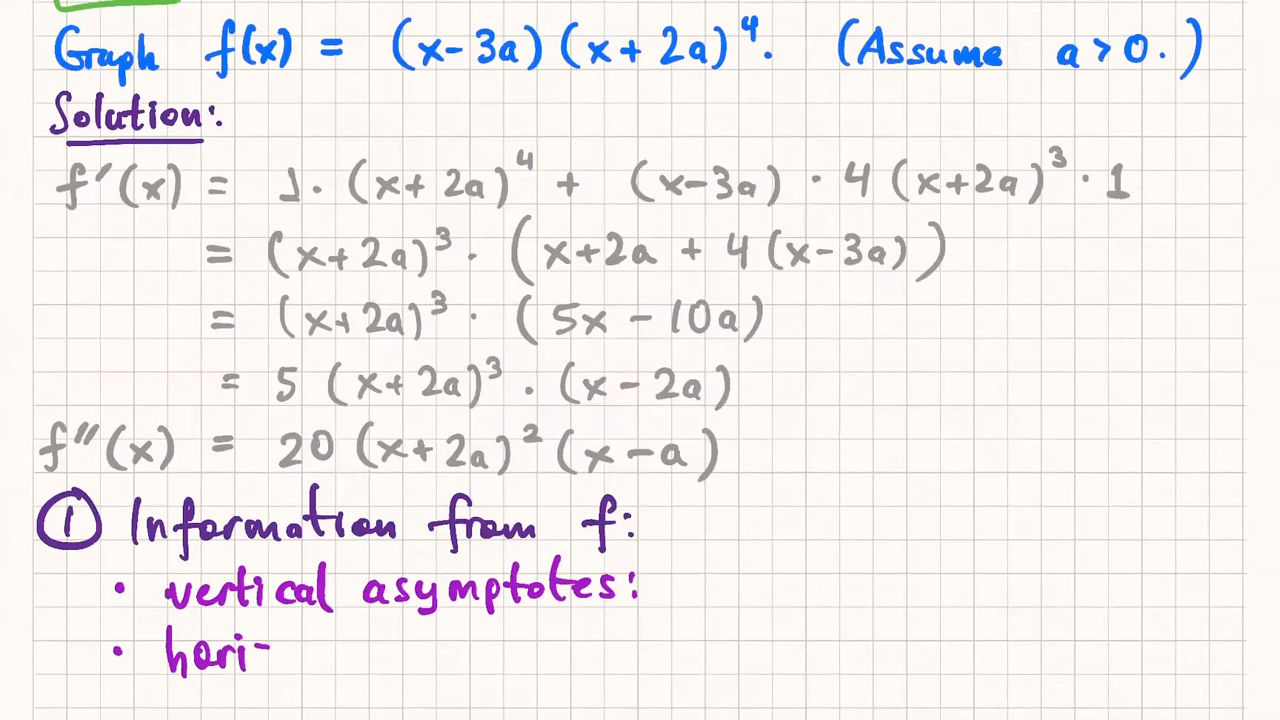 Graph f(x) = (x-3a)(x+2a)⁴. (Assume a>0.)
Solution:
f′(x) = 1·(x+2a)⁴ + (x-3a)·4(x+2a)³·1
= (x+2a)³·(x+2a + 4(x-3a))
= (x+2a)³·(5x-10a)
= 5(x+2a)³·(x-2a)
f″(x) = 20(x+2a)²(x-a)
① Information from f:
• vertical asymptotes:
• hori-